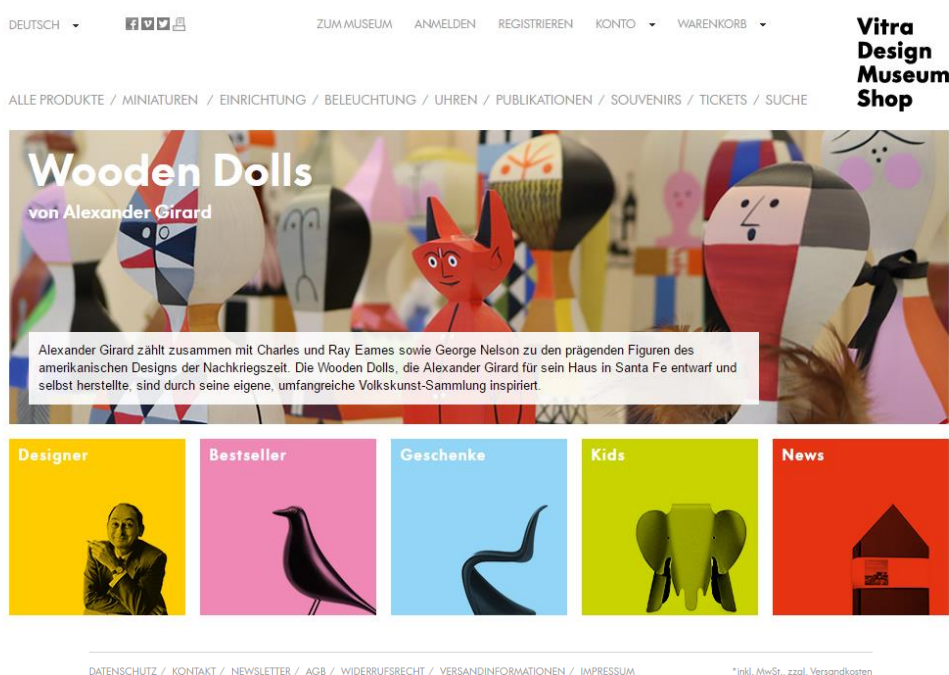 DEUTSCH
ZUM MUSEUM ANMELDEN REGISTRIEREN KONTO WARENKORB
Vitra
Design
Museum
Shop
ALLE PRODUKTE / MINIATUREN / EINRICHTUNG / BELEUCHTUNG / UHREN / PUBLIKATIONEN / SOUVENIRS / TICKETS / SUCHE
Wooden Dolls
von Alexander Girard
Alexander Girard zählt zusammen mit Charles und Ray Eames sowie George Nelson zu den prägenden Figuren des
amerikanischen Designs der Nachkriegszeit. Die Wooden Dolls, die Alexander Girard für sein Haus in Santa Fe entwarf und
selbst herstellte, sind durch seine eigene, umfangreiche Volkskunst-Sammlung inspiriert.
Designer
Bestseller
Geschenke
Kids
News
DATENSCHUTZ / KONTAKT / NEWSLETTER / AGB / WIDERRUFSRECHT / VERSANDINFORMATIONEN / IMPRESSUM
*inkl. MwSt., zzgl. Versandkosten